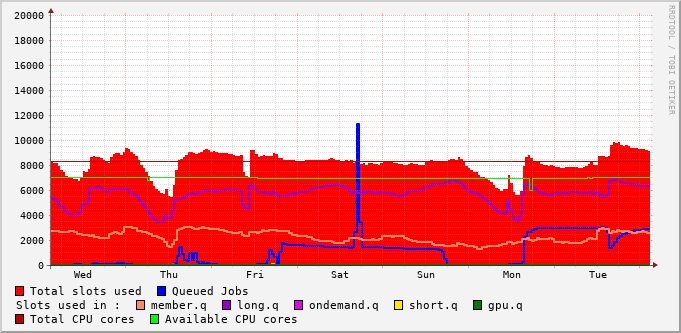 20000
18000
16000
14000
12000
10000
8000
6000
4000
2000
0
Wed Thu Fri Sat Sun Mon Tue
RRDTOOL / TOBI OETIKER
Total slots used Queued Jobs
Slots used in : member.q long.q ondemand.q short.q gpu.q
Total CPU cores Available CPU cores